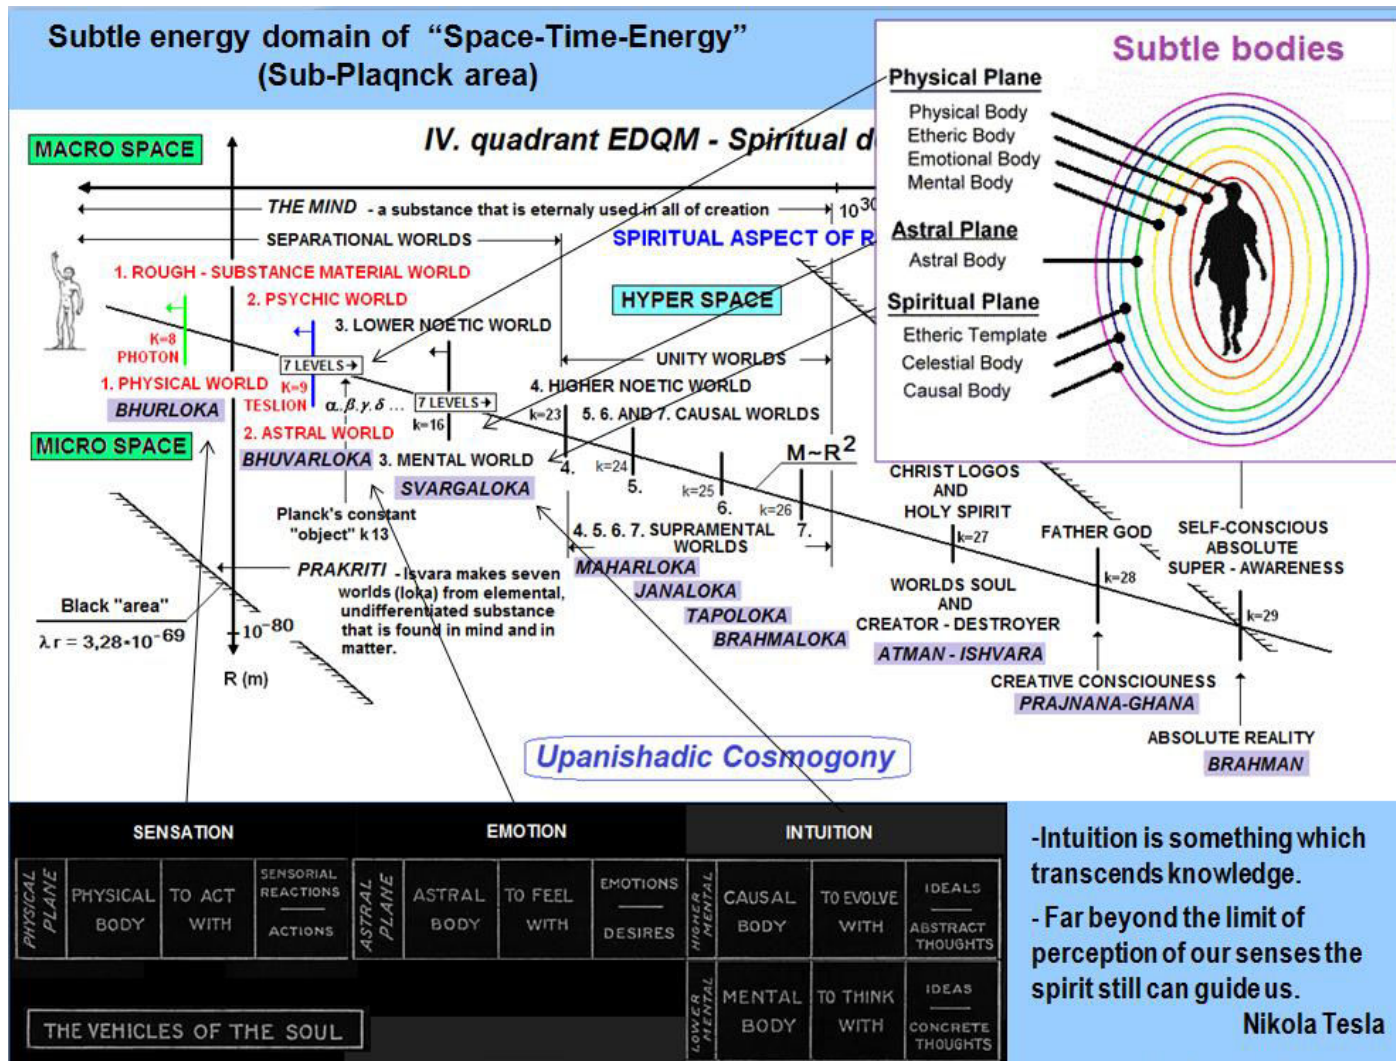 Subtle energy domain of “Space-Time-Energy”
(Sub-Plaqnck area)
Subtle bodies
Physical Plane
Physical Body
Etheric Body
Emotional Body
Mental Body
Astral Plane
Astral Body
Spiritual Plane
Etheric Template
Celestial Body
Causal Body
IV. quadrant EDQM - Spiritual d
MACRO SPACE
THE MIND - a substance that is eternaly used in all of creation
10 30
SEPARATIONAL WORLDS
SPIRITUAL ASPECT OF R
1. ROUGH - SUBSTANCE MATERIAL WORLD
2. PSYCHIC WORLD
HYPER SPACE
3. LOWER NOETIC WORLD
K=8
PHOTON
UNITY WORLDS
7 LEVELS→
1. PHYSICAL WORLD
K=9
TESLION
BHURLOKA
α.β.γ.δ ...
7 LEVELS→
k=16
4. HIGHER NOETIC WORLD
k=23
5. 6. AND 7. CAUSAL WORLDS
2. ASTRAL WORLD
MICRO SPACE
BHUVARLOKA
3. MENTAL WORLD
SVARGALOKA
4.
k=24
5.
k=25
6.
M~R²
k=26
7.
CHRIST LOGOS
AND
HOLY SPIRIT
k=27
Planck's constant
"object" k 13
4. 5. 6. 7. SUPRAMENTAL
WORLDS
FATHER GOD
k=28
SELF-CONSCIOUS
ABSOLUTE
SUPER - AWARENESS
k=29
PRAKRITI - Isvara makes seven
worlds (loka) from elemental,
undifferentiated substance
that is found in mind and in
matter.
MAHARLOKA
JANALOKA
TAPOLOKA
BRAHMALOKA
WORLDS SOUL
AND
CREATOR - DESTROYER
ATMAN - ISHVARA
Black "area"
λ r = 3,28•10⁻⁶⁹
10⁻⁸⁰
R (m)
CREATIVE CONSCIOUNESS
PRAJNANA-GHANA
ABSOLUTE REALITY
BRAHMAN
Upanishadic Cosmogony
SENSATION
PHYSICAL PLANE
PHYSICAL BODY
TO ACT WITH
SENSORIAL REACTIONS
ACTIONS
EMOTION
ASTRAL PLANE
ASTRAL BODY
TO FEEL WITH
EMOTIONS
DESIRES
INTUITION
HIGHER MENTAL
CAUSAL BODY
TO EVOLVE WITH
IDEALS
ABSTRACT THOUGHTS
LOWER MENTAL
MENTAL BODY
TO THINK WITH
IDEAS
CONCRETE THOUGHTS
THE VEHICLES OF THE SOUL
-Intuition is something which
transcends knowledge.
- Far beyond the limit of
perception of our senses the
spirit still can guide us.
Nikola Tesla